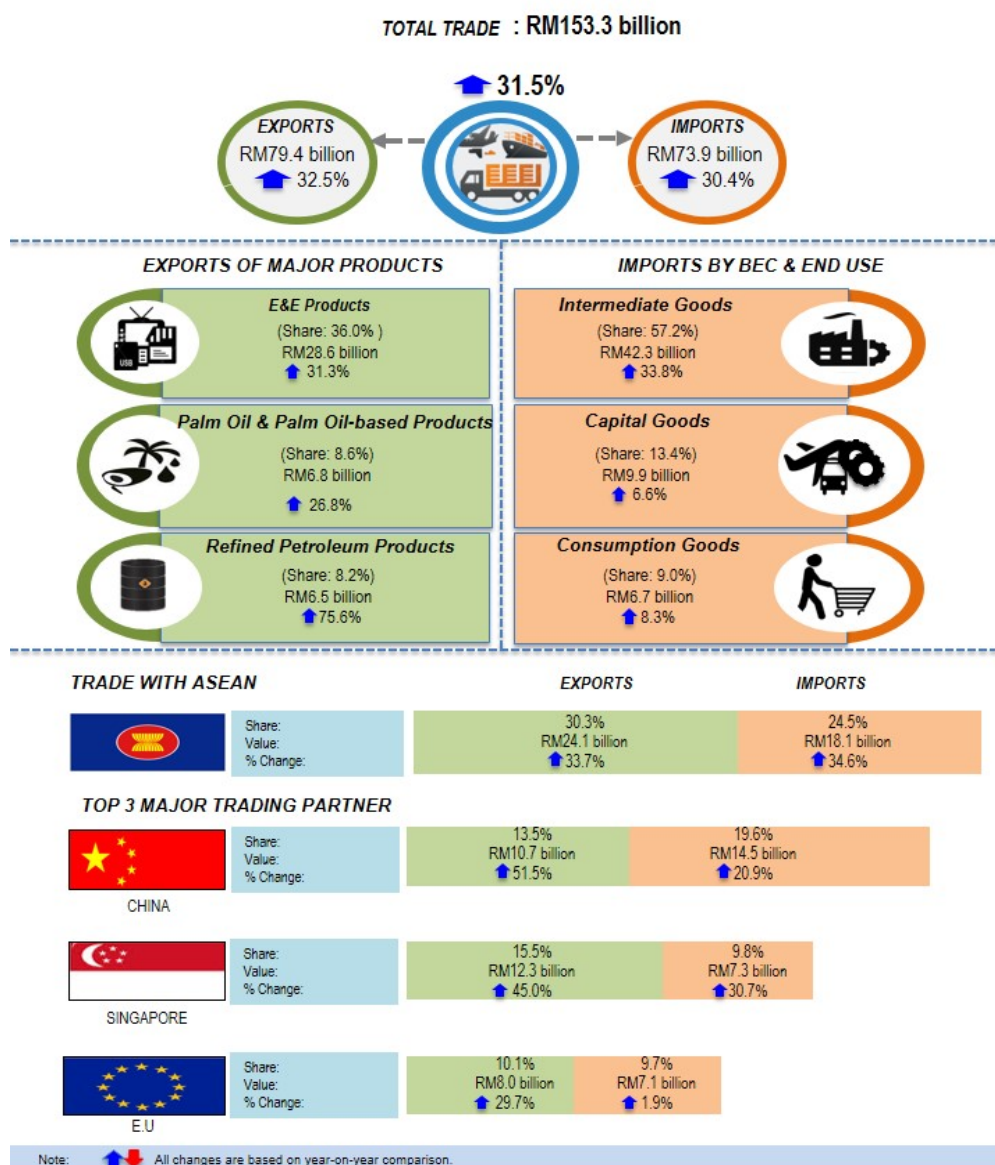 TOTAL TRADE : RM153.3 billion
31.5%
EXPORTS
RM79.4 billion
32.5%
IMPORTS
RM73.9 billion
30.4%
EXPORTS OF MAJOR PRODUCTS
E&E Products
(Share: 36.0% )
RM28.6 billion
31.3%
USB
Palm Oil & Palm Oil-based Products
(Share: 8.6%)
RM6.8 billion
26.8%
Refined Petroleum Products
(Share: 8.2%)
RM6.5 billion
75.6%
IMPORTS BY BEC & END USE
Intermediate Goods
(Share: 57.2%)
RM42.3 billion
33.8%
Capital Goods
(Share: 13.4%)
RM9.9 billion
6.6%
Consumption Goods
(Share: 9.0%)
RM6.7 billion
8.3%
TRADE WITH ASEAN EXPORTS IMPORTS
Share: 30.3% 24.5%
Value: RM24.1 billion RM18.1 billion
% Change: 33.7% 34.6%
TOP 3 MAJOR TRADING PARTNER
Share: 13.5% 19.6%
Value: RM10.7 billion RM14.5 billion
% Change: 51.5% 20.9%
CHINA
Share: 15.5% 9.8%
Value: RM12.3 billion RM7.3 billion
% Change: 45.0% 30.7%
SINGAPORE
Share: 10.1% 9.7%
Value: RM8.0 billion RM7.1 billion
% Change: 29.7% 1.9%
E.U
Note: All changes are based on year-on-year comparison.